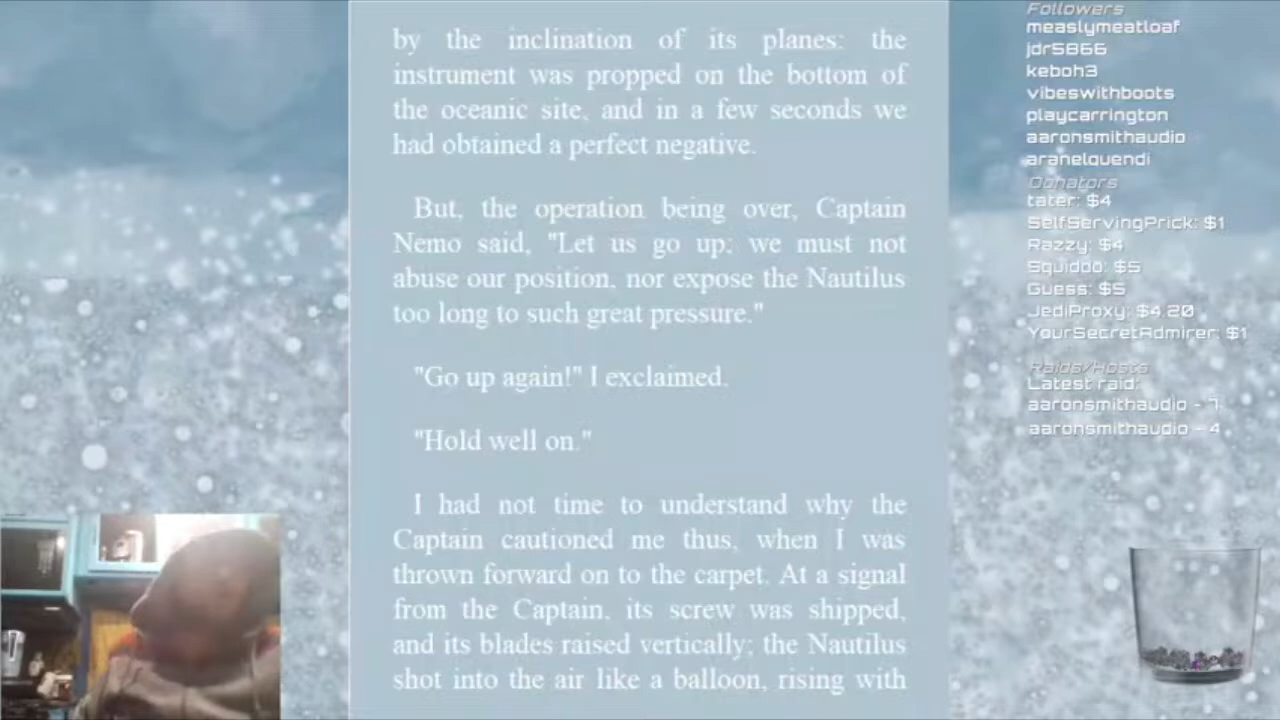 by the inclination of its planes: the
instrument was propped on the bottom of
the oceanic site, and in a few seconds we
had obtained a perfect negative.
But, the operation being over, Captain
Nemo said, "Let us go up; we must not
abuse our position, nor expose the Nautilus
too long to such great pressure."
"Go up again!" I exclaimed.
"Hold well on."
I had not time to understand why the
Captain cautioned me thus, when I was
thrown forward on to the carpet. At a signal
from the Captain, its screw was shipped,
and its blades raised vertically; the Nautilus
shot into the air like a balloon, rising with
Followers
measlymeatloaf
jdr5866
keboh3
vibeswithboots
playcarrington
aaronsmithaudio
aranelquendi
Donators
tater: $4
SelfServingPrick: $1
Razzy: $4
Squidoo: $5
Guess: $5
JediProxy: $4.20
YourSecretAdmirer: $1
Raids/Hosts
Latest raid:
aaronsmithaudio - 7
aaronsmithaudio - 4